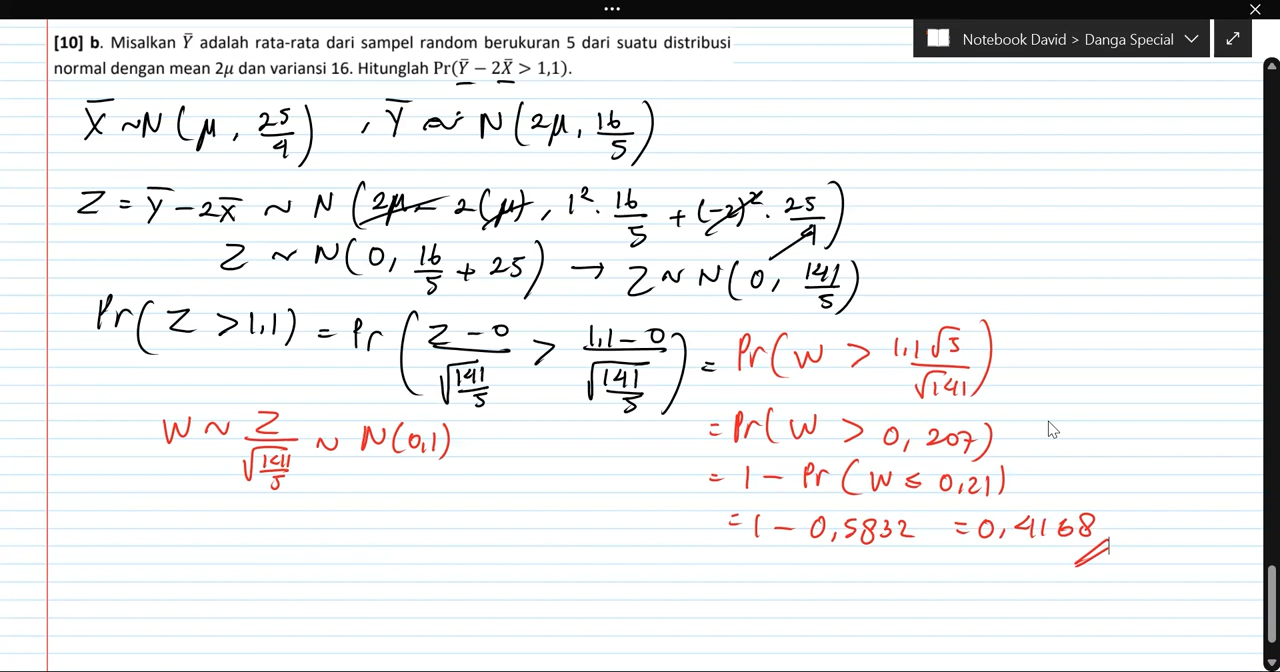 Notebook David > Danga Special
[10] b. Misalkan Ȳ adalah rata-rata dari sampel random berukuran 5 dari suatu distribusi
normal dengan mean 2μ dan variansi 16. Hitunglah Pr(Ȳ − 2X̄ > 1,1).
X̄ ~ N(μ, 25/4) , Ȳ ~ N(2μ, 16/5)
Z = Ȳ − 2X̄ ~ N(2μ − 2(μ), 1² · 16/5 + (−2)² · 25/4)
Z ~ N(0, 16/5 + 25) → Z ~ N(0, 141/5)
Pr(Z > 1,1) = Pr((Z − 0)/√(141/5) > (1,1 − 0)/√(141/5)) = Pr(W > 1,1√5/√141)
W ~ Z/√(141/5) ~ N(0,1)
= Pr(W > 0,207)
= 1 − Pr(W ≤ 0,21)
= 1 − 0,5832 = 0,4168